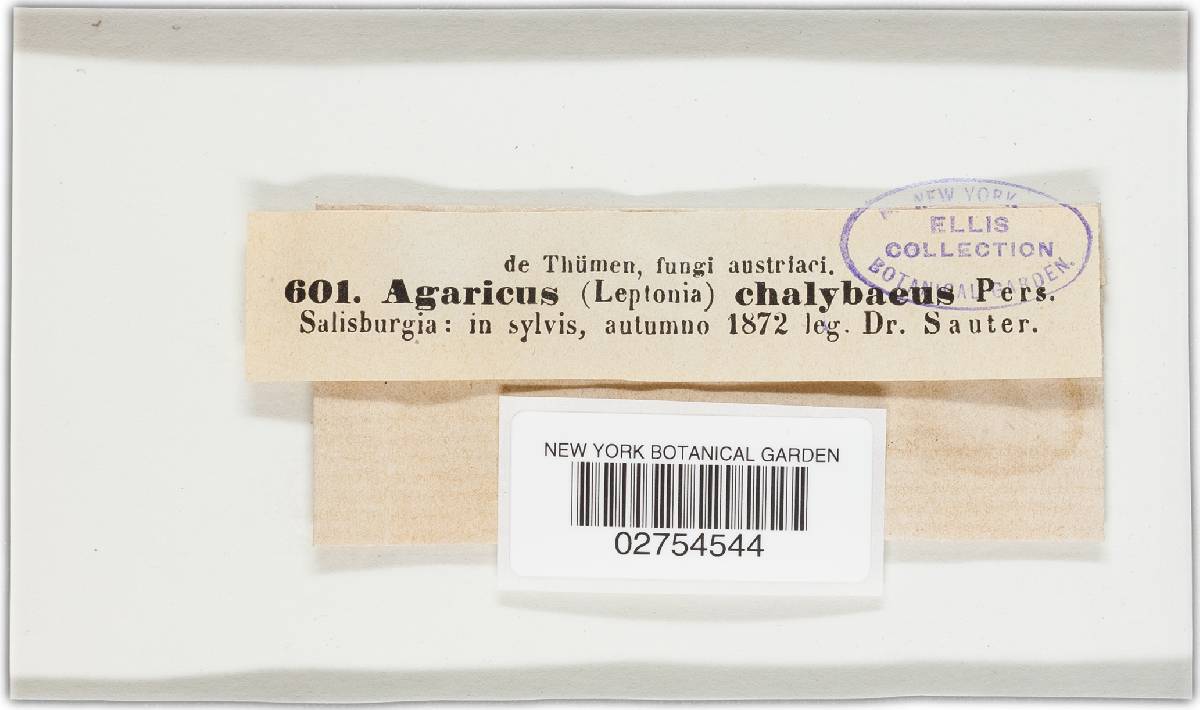 NEW YORK
ELLIS
COLLECTION
BOTANICAL GARDEN.
de Thümen, fungi austriaci.
601. Agaricus (Leptonia) chalybaeus Pers.
Salisburgia: in sylvis, autumno 1872 leg. Dr. Sauter.
NEW YORK BOTANICAL GARDEN
02754544